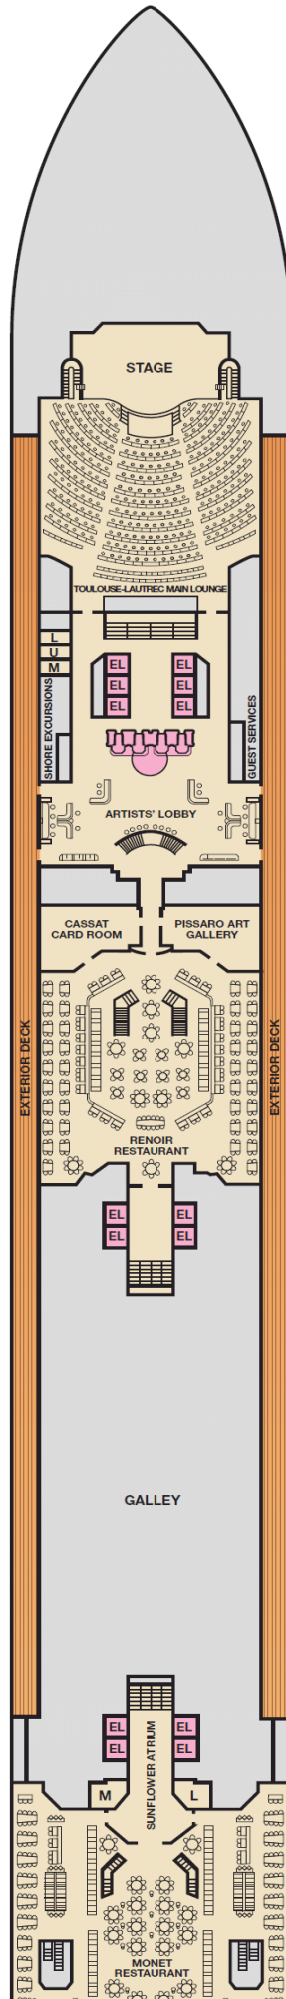 STAGE
TOULOUSE-LAUTREC MAIN LOUNGE
L
U
M
EL EL
EL EL
EL EL
SHORE EXCURSIONS
GUEST SERVICES
ARTISTS' LOBBY
CASSAT
CARD ROOM
PISSARO ART
GALLERY
EXTERIOR DECK
EXTERIOR DECK
RENOIR
RESTAURANT
EL EL
EL EL
GALLEY
EL EL
EL EL
SUNFLOWER ATRIUM
M L
MONET
RESTAURANT